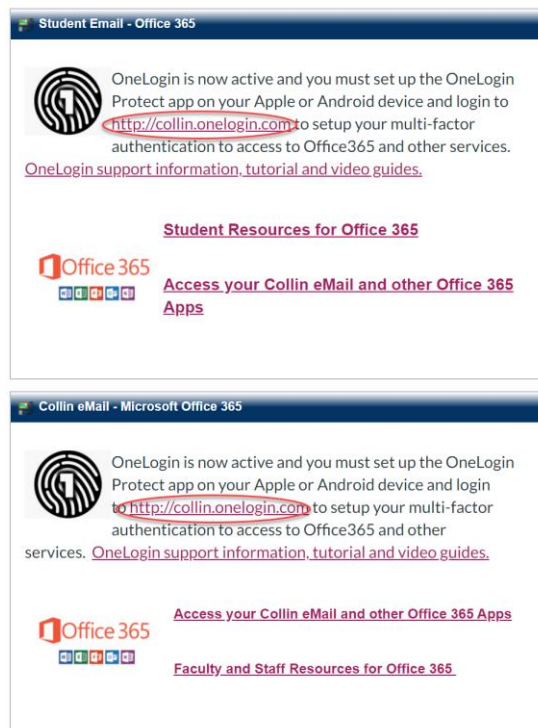 Student Email - Office 365
OneLogin is now active and you must set up the OneLogin
Protect app on your Apple or Android device and login to
http://collin.onelogin.com to setup your multi-factor
authentication to access to Office365 and other services.
OneLogin support information, tutorial and video guides.
Student Resources for Office 365
Office 365
Access your Collin eMail and other Office 365
Apps
Collin eMail - Microsoft Office 365
OneLogin is now active and you must set up the OneLogin
Protect app on your Apple or Android device and login
to http://collin.onelogin.com to setup your multi-factor
authentication to access to Office365 and other
services. OneLogin support information, tutorial and video guides.
Access your Collin eMail and other Office 365 Apps
Office 365
Faculty and Staff Resources for Office 365